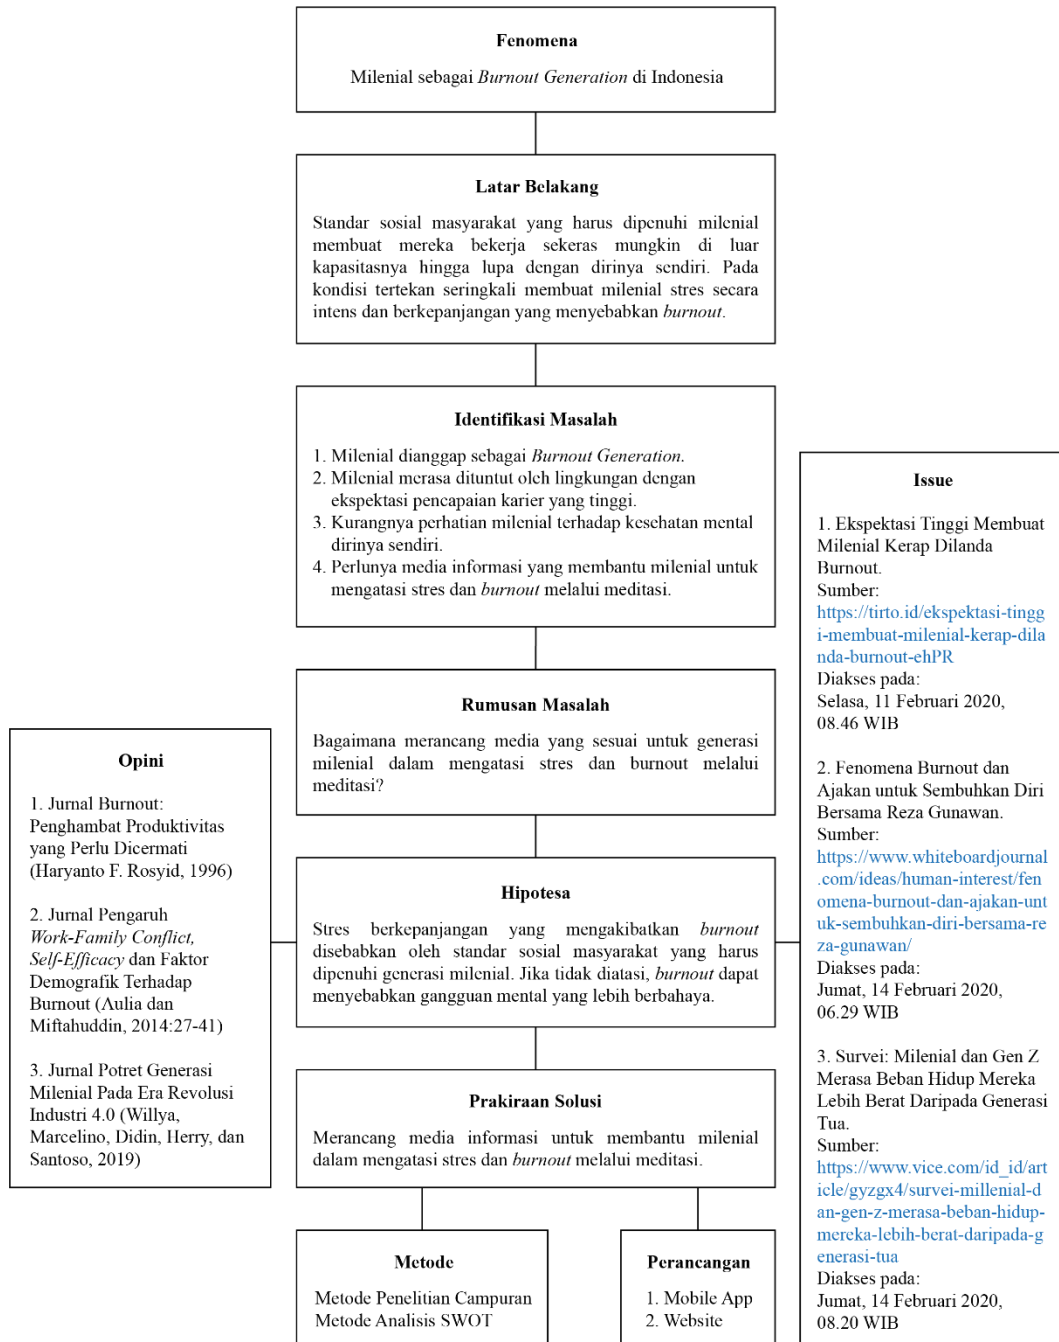 Fenomena
Milenial sebagai Burnout Generation di Indonesia
Latar Belakang
Standar sosial masyarakat yang harus dipenuhi milenial
membuat mereka bekerja sekeras mungkin di luar
kapasitasnya hingga lupa dengan dirinya sendiri. Pada
kondisi tertekan seringkali membuat milenial stres secara
intens dan berkepanjangan yang menyebabkan burnout.
Identifikasi Masalah
1. Milenial dianggap sebagai Burnout Generation.
2. Milenial merasa dituntut oleh lingkungan dengan
ekspektasi pencapaian karier yang tinggi.
3. Kurangnya perhatian milenial terhadap kesehatan mental
dirinya sendiri.
4. Perlunya media informasi yang membantu milenial untuk
mengatasi stres dan burnout melalui meditasi.
Rumusan Masalah
Bagaimana merancang media yang sesuai untuk generasi
milenial dalam mengatasi stres dan burnout melalui
meditasi?
Opini
1. Jurnal Burnout:
Penghambat Produktivitas
yang Perlu Dicermati
(Haryanto F. Rosyid, 1996)
2. Jurnal Pengaruh
Work-Family Conflict,
Self-Efficacy dan Faktor
Demografik Terhadap
Burnout (Aulia dan
Miftahuddin, 2014:27-41)
3. Jurnal Potret Generasi
Milenial Pada Era Revolusi
Industri 4.0 (Willya,
Marcelino, Didin, Herry, dan
Santoso, 2019)
Hipotesa
Stres berkepanjangan yang mengakibatkan burnout
disebabkan oleh standar sosial masyarakat yang harus
dipenuhi generasi milenial. Jika tidak diatasi, burnout dapat
menyebabkan gangguan mental yang lebih berbahaya.
Issue
1. Ekspektasi Tinggi Membuat
Milenial Kerap Dilanda
Burnout.
Sumber:
https://tirto.id/ekspektasi-tingg
i-membuat-milenial-kerap-dila
nda-burnout-ehPR
Diakses pada:
Selasa, 11 Februari 2020,
08.46 WIB
2. Fenomena Burnout dan
Ajakan untuk Sembuhkan Diri
Bersama Reza Gunawan.
Sumber:
https://www.whiteboardjournal
.com/ideas/human-interest/fen
omena-burnout-dan-ajakan-unt
uk-sembuhkan-diri-bersama-re
za-gunawan/
Diakses pada:
Jumat, 14 Februari 2020,
06.29 WIB
3. Survei: Milenial dan Gen Z
Merasa Beban Hidup Mereka
Lebih Berat Daripada Generasi
Tua.
Sumber:
https://www.vice.com/id_id/art
icle/gyzgx4/survei-millenial-d
an-gen-z-merasa-beban-hidup-
mereka-lebih-berat-daripada-g
enerasi-tua
Diakses pada:
Jumat, 14 Februari 2020,
08.20 WIB
Prakiraan Solusi
Merancang media informasi untuk membantu milenial
dalam mengatasi stres dan burnout melalui meditasi.
Metode
Metode Penelitian Campuran
Metode Analisis SWOT
Perancangan
1. Mobile App
2. Website